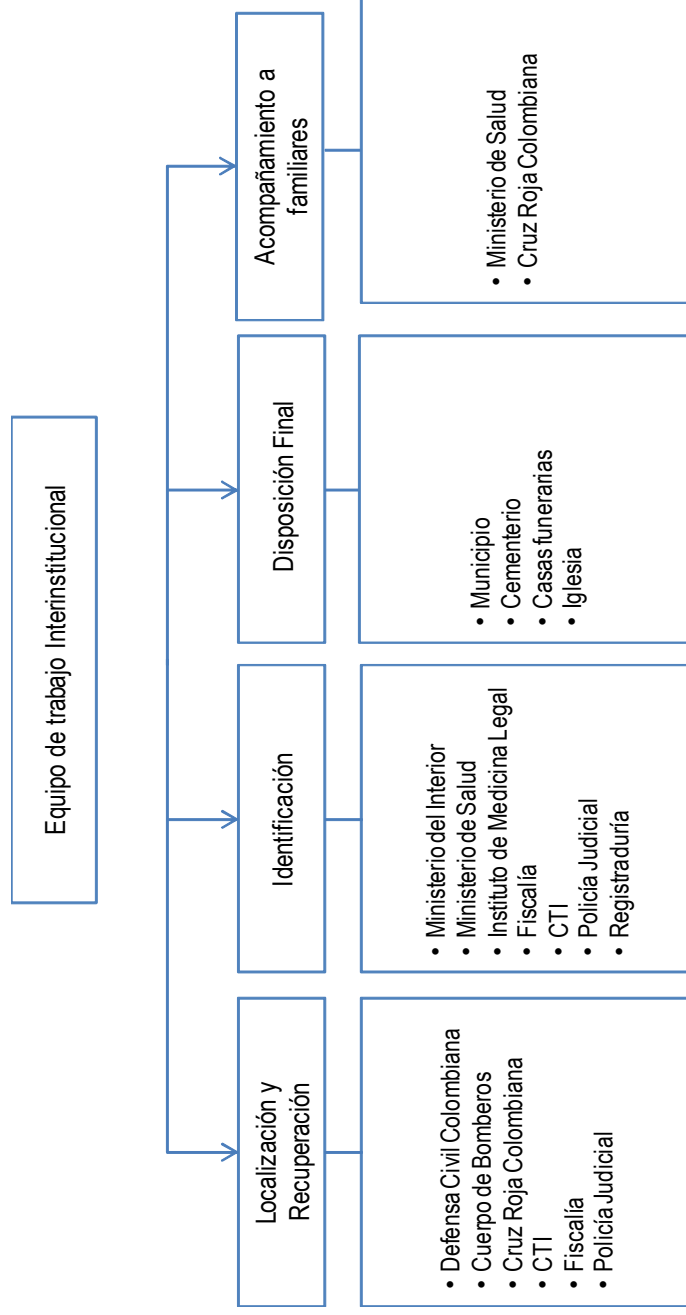 Equipo de trabajo Interinstitucional
Localización y
Recuperación
Identificación
Disposición Final
Acompañamiento a
familiares
• Defensa Civil Colombiana
• Cuerpo de Bomberos
• Cruz Roja Colombiana
• CTI
• Fiscalía
• Policía Judicial
• Ministerio del Interior
• Ministerio de Salud
• Instituto de Medicina Legal
• Fiscalía
• CTI
• Policía Judicial
• Registraduría
• Municipio
• Cementerio
• Casas funerarias
• Iglesia
• Ministerio de Salud
• Cruz Roja Colombiana